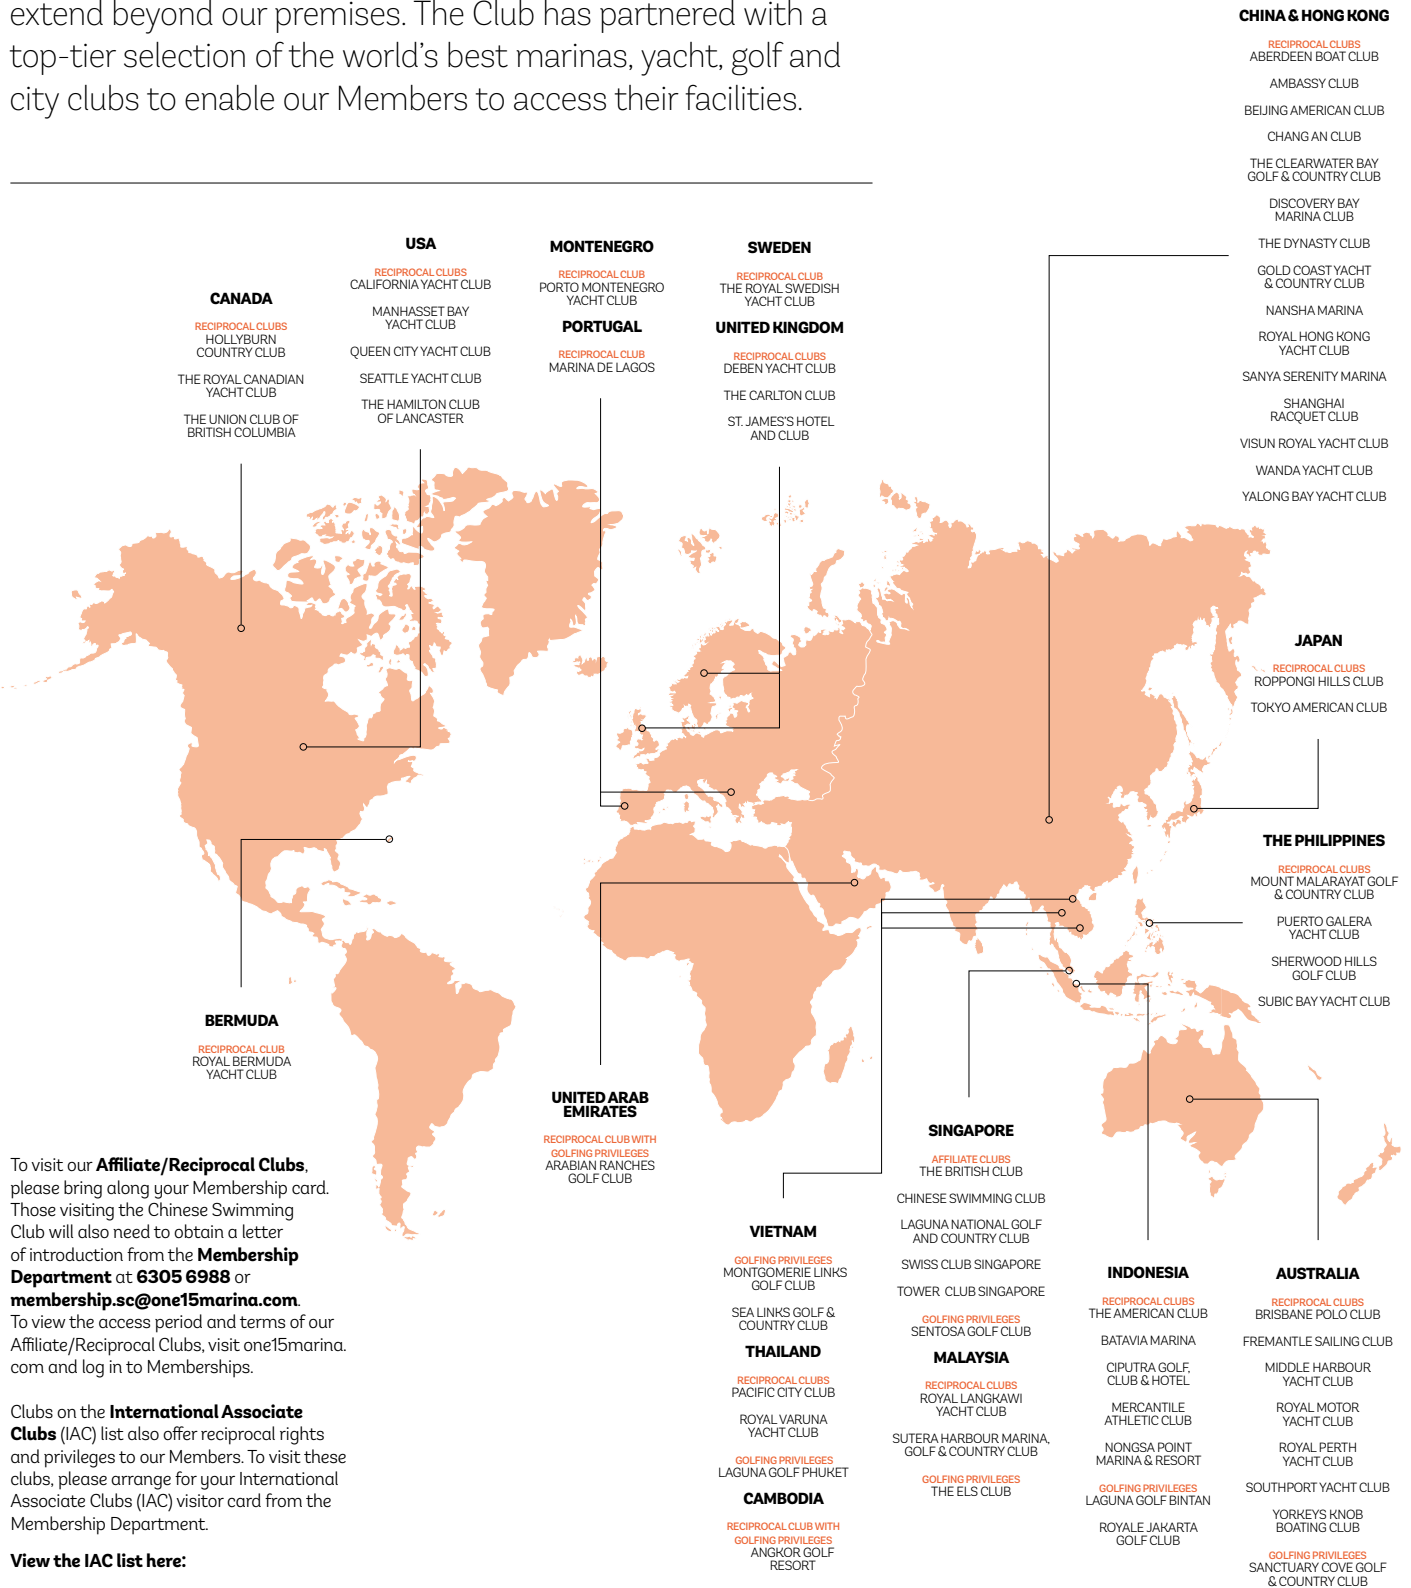 extend beyond our premises. The Club has partnered with a
top-tier selection of the world's best marinas, yacht, golf and
city clubs to enable our Members to access their facilities.
CANADA
RECIPROCAL CLUBS
HOLLYBURN
COUNTRY CLUB
THE ROYAL CANADIAN
YACHT CLUB
THE UNION CLUB OF
BRITISH COLUMBIA
USA
RECIPROCAL CLUBS
CALIFORNIA YACHT CLUB
MANHASSET BAY
YACHT CLUB
QUEEN CITY YACHT CLUB
SEATTLE YACHT CLUB
THE HAMILTON CLUB
OF LANCASTER
MONTENEGRO
RECIPROCAL CLUB
PORTO MONTENEGRO
YACHT CLUB
PORTUGAL
RECIPROCAL CLUB
MARINA DE LAGOS
SWEDEN
RECIPROCAL CLUB
THE ROYAL SWEDISH
YACHT CLUB
UNITED KINGDOM
RECIPROCAL CLUBS
DEBEN YACHT CLUB
THE CARLTON CLUB
ST. JAMES'S HOTEL
AND CLUB
CHINA & HONG KONG
RECIPROCAL CLUBS
ABERDEEN BOAT CLUB
AMBASSY CLUB
BEIJING AMERICAN CLUB
CHANG AN CLUB
THE CLEARWATER BAY
GOLF & COUNTRY CLUB
DISCOVERY BAY
MARINA CLUB
THE DYNASTY CLUB
GOLD COAST YACHT
& COUNTRY CLUB
NANSHA MARINA
ROYAL HONG KONG
YACHT CLUB
SANYA SERENITY MARINA
SHANGHAI
RACQUET CLUB
VISUN ROYAL YACHT CLUB
WANDA YACHT CLUB
YALONG BAY YACHT CLUB
JAPAN
RECIPROCAL CLUBS
ROPPONGI HILLS CLUB
TOKYO AMERICAN CLUB
THE PHILIPPINES
RECIPROCAL CLUBS
MOUNT MALARAYAT GOLF
& COUNTRY CLUB
PUERTO GALERA
YACHT CLUB
SHERWOOD HILLS
GOLF CLUB
SUBIC BAY YACHT CLUB
BERMUDA
RECIPROCAL CLUB
ROYAL BERMUDA
YACHT CLUB
UNITED ARAB
EMIRATES
RECIPROCAL CLUB WITH
GOLFING PRIVILEGES
ARABIAN RANCHES
GOLF CLUB
To visit our Affiliate/Reciprocal Clubs,
please bring along your Membership card.
Those visiting the Chinese Swimming
Club will also need to obtain a letter
of introduction from the Membership
Department at 6305 6988 or
membership.sc@one15marina.com.
To view the access period and terms of our
Affiliate/Reciprocal Clubs, visit one15marina.
com and log in to Memberships.
Clubs on the International Associate
Clubs (IAC) list also offer reciprocal rights
and privileges to our Members. To visit these
clubs, please arrange for your International
Associate Clubs (IAC) visitor card from the
Membership Department.
View the IAC list here:
VIETNAM
GOLFING PRIVILEGES
MONTGOMERIE LINKS
GOLF CLUB
SEA LINKS GOLF &
COUNTRY CLUB
THAILAND
RECIPROCAL CLUBS
PACIFIC CITY CLUB
ROYAL VARUNA
YACHT CLUB
GOLFING PRIVILEGES
LAGUNA GOLF PHUKET
CAMBODIA
RECIPROCAL CLUB WITH
GOLFING PRIVILEGES
ANGKOR GOLF
RESORT
SINGAPORE
AFFILIATE CLUBS
THE BRITISH CLUB
CHINESE SWIMMING CLUB
LAGUNA NATIONAL GOLF
AND COUNTRY CLUB
SWISS CLUB SINGAPORE
TOWER CLUB SINGAPORE
GOLFING PRIVILEGES
SENTOSA GOLF CLUB
MALAYSIA
RECIPROCAL CLUBS
ROYAL LANGKAWI
YACHT CLUB
SUTERA HARBOUR MARINA,
GOLF & COUNTRY CLUB
GOLFING PRIVILEGES
THE ELS CLUB
INDONESIA
RECIPROCAL CLUBS
THE AMERICAN CLUB
BATAVIA MARINA
CIPUTRA GOLF,
CLUB & HOTEL
MERCANTILE
ATHLETIC CLUB
NONGSA POINT
MARINA & RESORT
GOLFING PRIVILEGES
LAGUNA GOLF BINTAN
ROYALE JAKARTA
GOLF CLUB
AUSTRALIA
RECIPROCAL CLUBS
BRISBANE POLO CLUB
FREMANTLE SAILING CLUB
MIDDLE HARBOUR
YACHT CLUB
ROYAL MOTOR
YACHT CLUB
ROYAL PERTH
YACHT CLUB
SOUTHPORT YACHT CLUB
YORKEYS KNOB
BOATING CLUB
GOLFING PRIVILEGES
SANCTUARY COVE GOLF
& COUNTRY CLUB